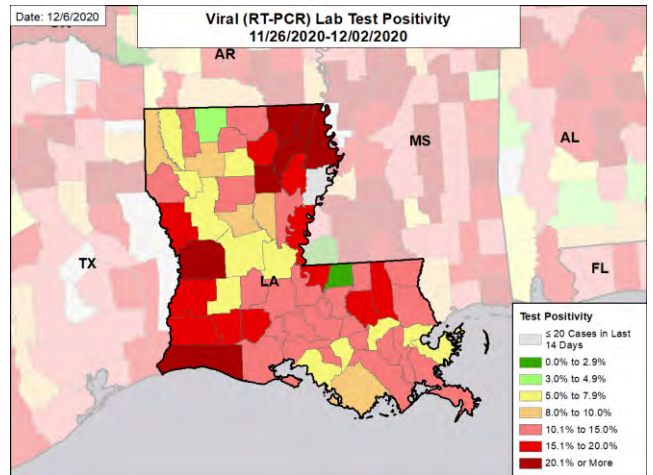 Date: 12/6/2020
Viral (RT-PCR) Lab Test Positivity
11/26/2020-12/02/2020
AR
MS
AL
TX
LA
FL
Test Positivity
≤ 20 Cases in Last
14 Days
0.0% to 2.9%
3.0% to 4.9%
5.0% to 7.9%
8.0% to 10.0%
10.1% to 15.0%
15.1% to 20.0%
20.1% or More